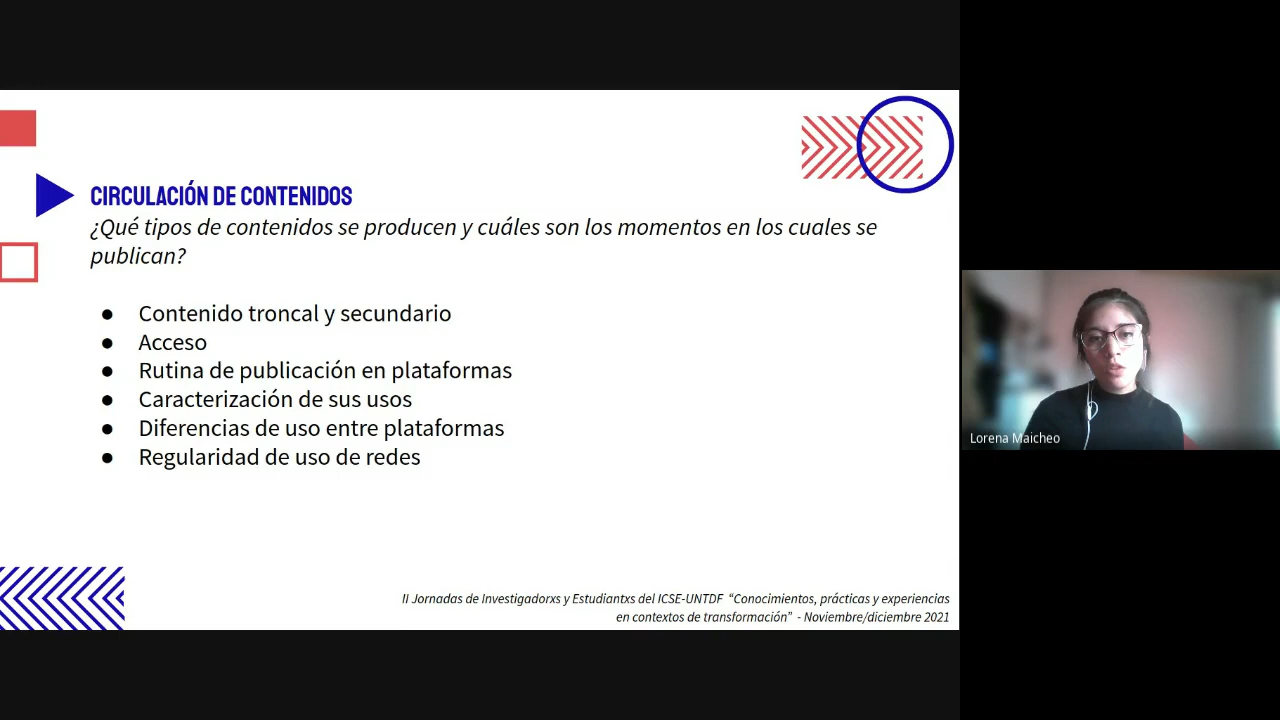 CIRCULACIÓN DE CONTENIDOS
¿Qué tipos de contenidos se producen y cuáles son los momentos en los cuales se
publican?
● Contenido troncal y secundario
● Acceso
● Rutina de publicación en plataformas
● Caracterización de sus usos
● Diferencias de uso entre plataformas
● Regularidad de uso de redes
II Jornadas de Investigadorxs y Estudiantxs del ICSE-UNTDF “Conocimientos, prácticas y experiencias
en contextos de transformación” - Noviembre/diciembre 2021
Lorena Maicheo